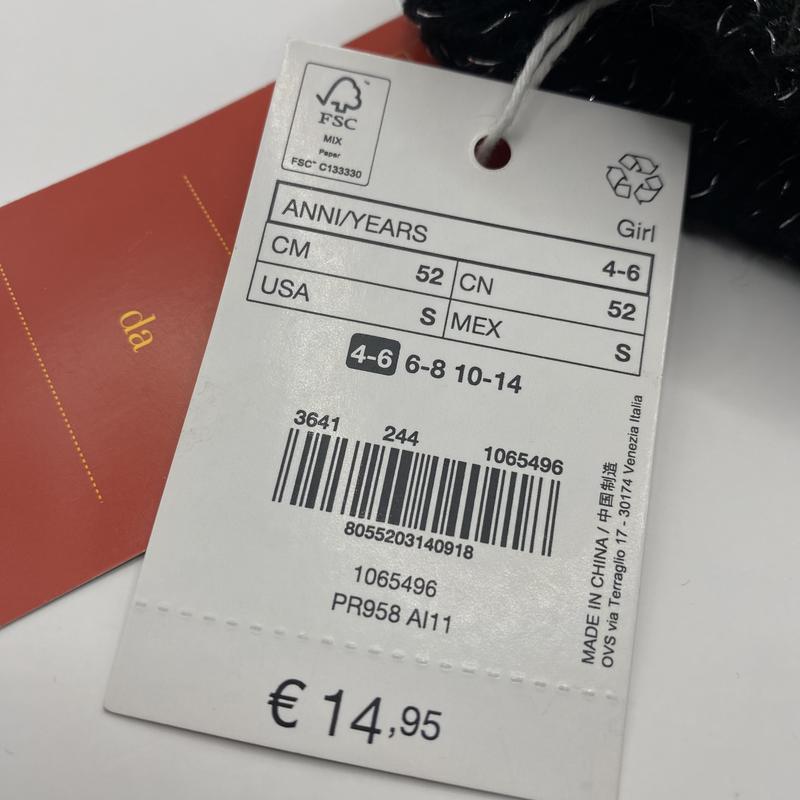 FSC
MIX
Paper
FSC™ C133330
Girl
ANNI/YEARS 4-6
CM 52 CN 52
USA S MEX S
4-6 6-8 10-14
3641 244 1065496
8055203140918
1065496
PR958 AI11
MADE IN CHINA / 中国制造
OVS via Terraglio 17 - 30174 Venezia Italia
€ 14,95
da